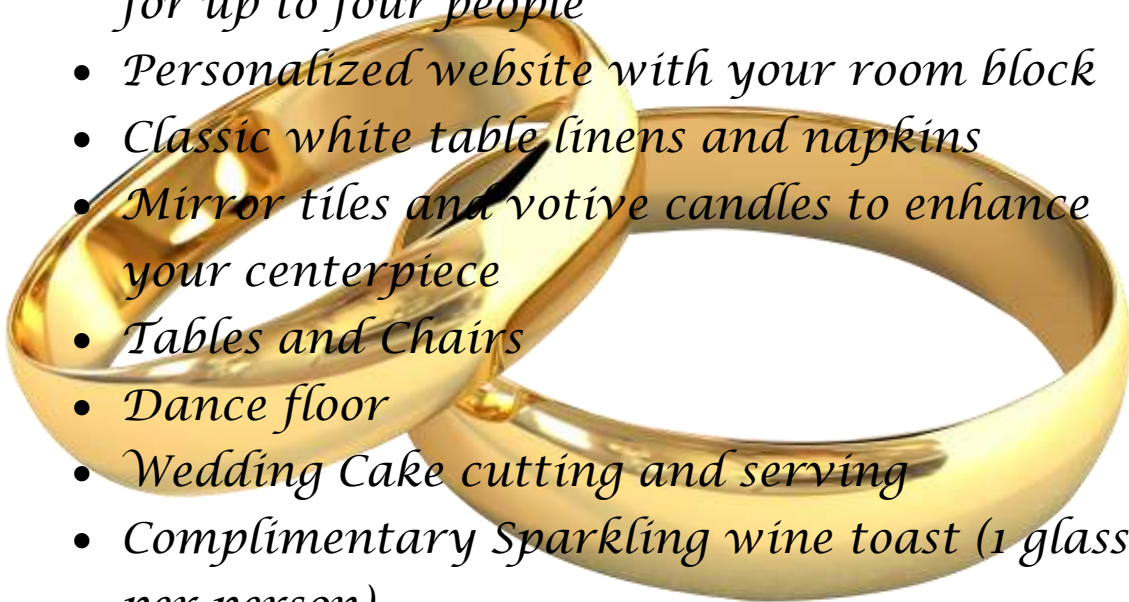 for up to four people
• Personalized website with your room block
• Classic white table linens and napkins
• Mirror tiles and votive candles to enhance
your centerpiece
• Tables and Chairs
• Dance floor
• Wedding Cake cutting and serving
• Complimentary Sparkling wine toast (1 glass
per person)